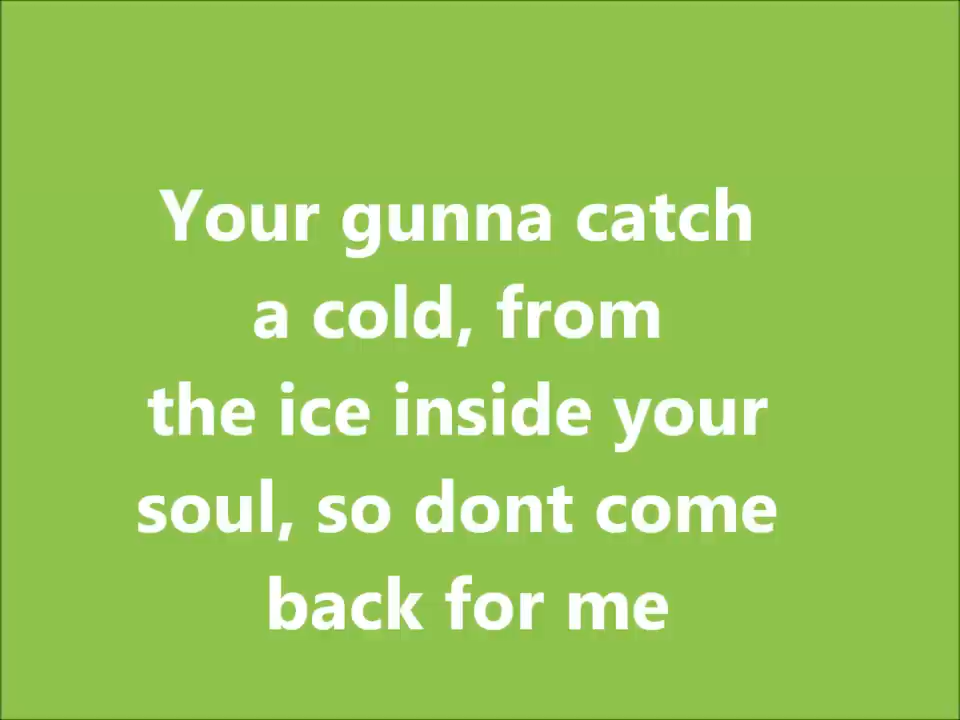 Your gunna catch
a cold, from
the ice inside your
soul, so dont come
back for me